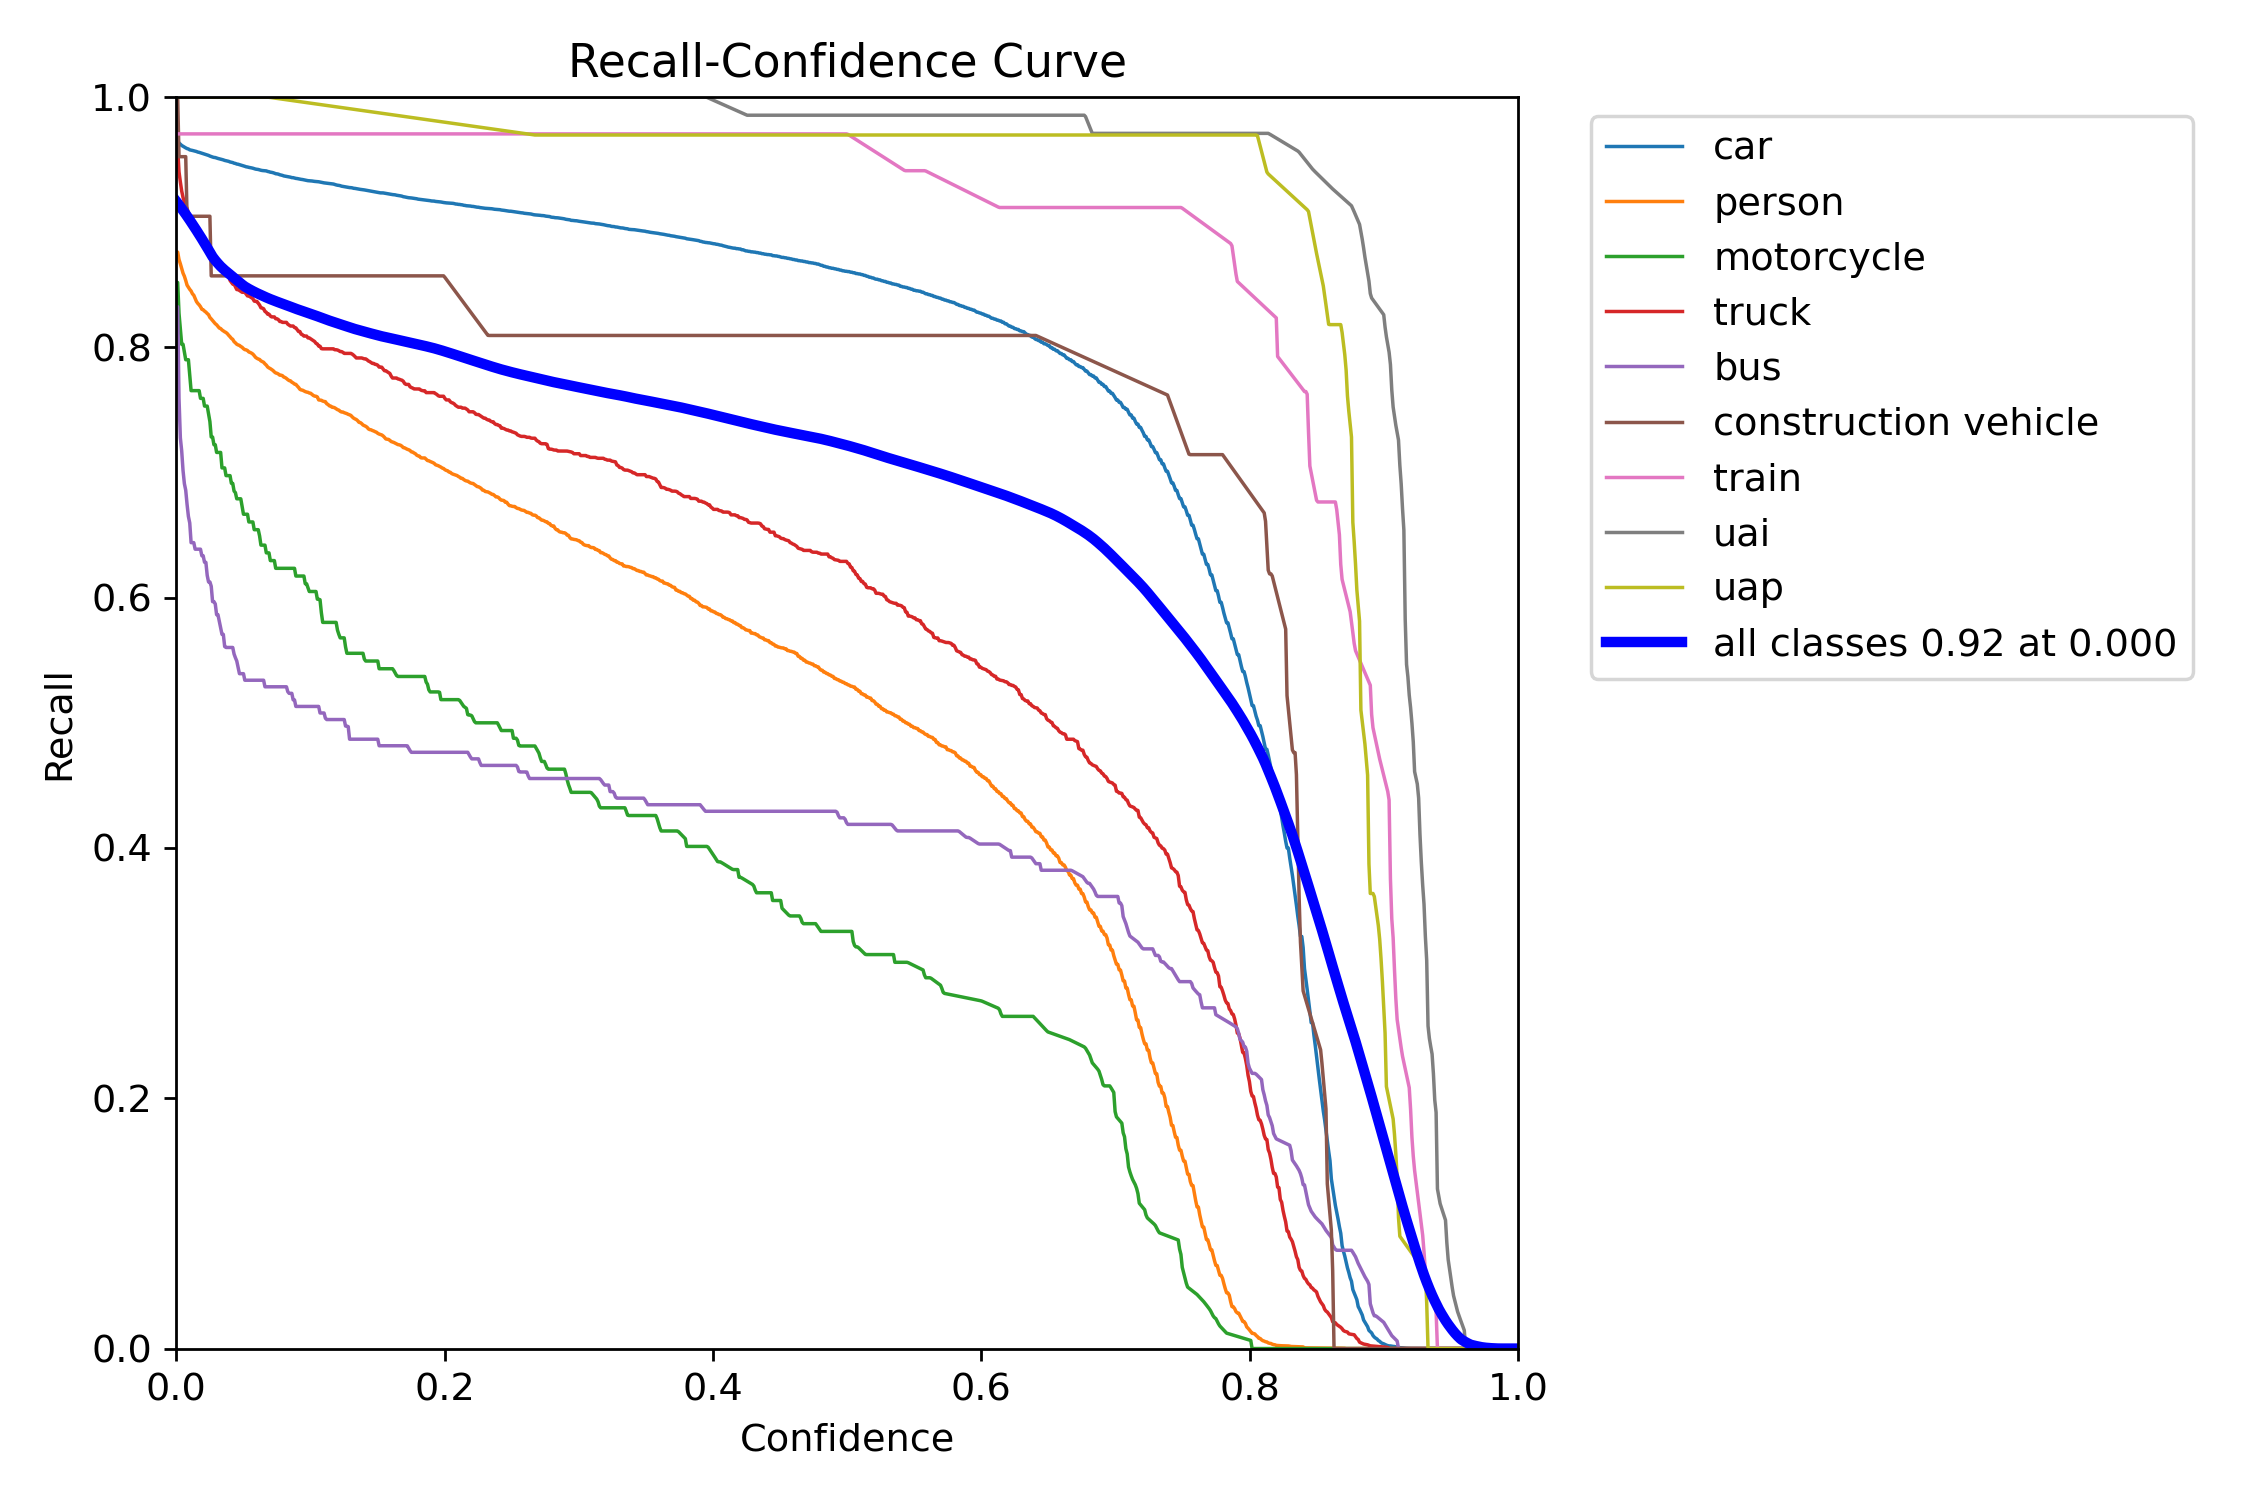 Recall-Confidence Curve
1.0
0.8
0.6
0.4
0.2
0.0
Recall
0.0 0.2 0.4 0.6 0.8 1.0
Confidence
car
person
motorcycle
truck
bus
construction vehicle
train
uai
uap
all classes 0.92 at 0.000